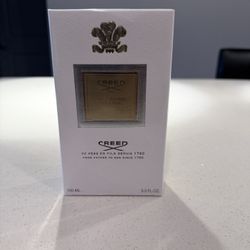 CREED
CREED
DE PÈRE EN FILS DEPUIS 1760
FROM FATHER TO SON SINCE 1760
100 ML
3.3 FL.OZ.